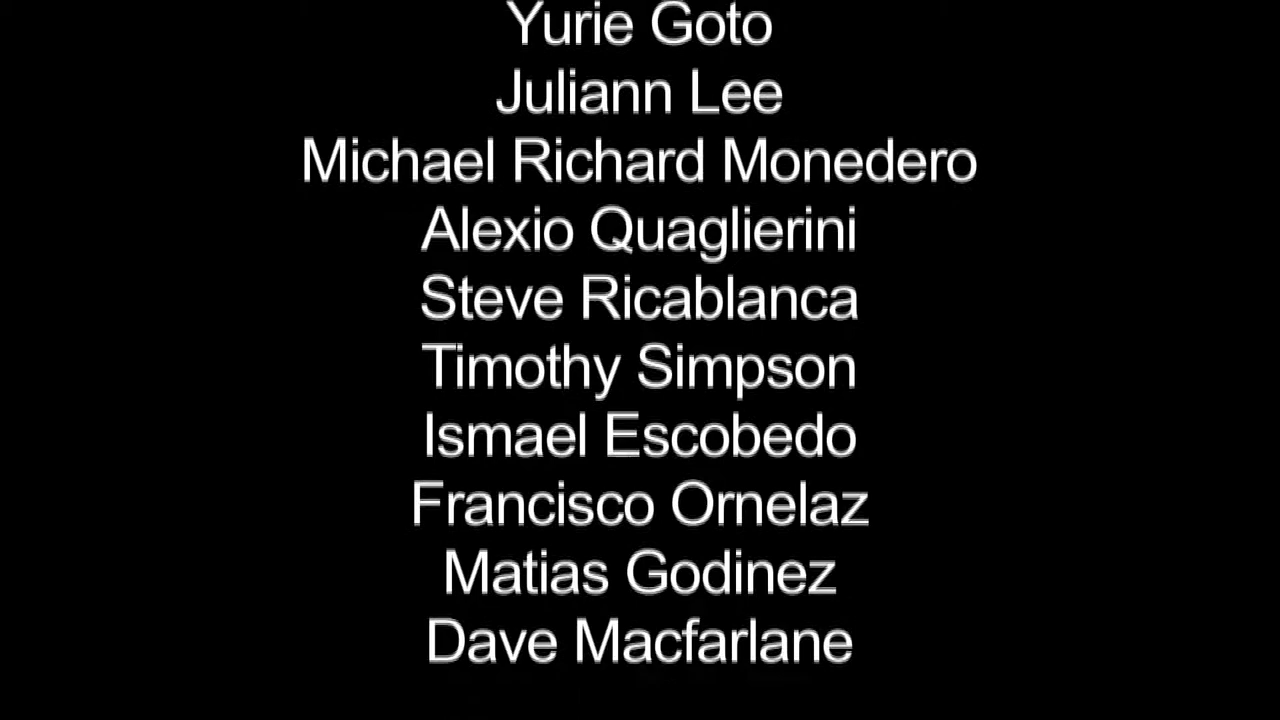 Yurie Goto
Juliann Lee
Michael Richard Monedero
Alexio Quaglierini
Steve Ricablanca
Timothy Simpson
Ismael Escobedo
Francisco Ornelaz
Matias Godinez
Dave Macfarlane